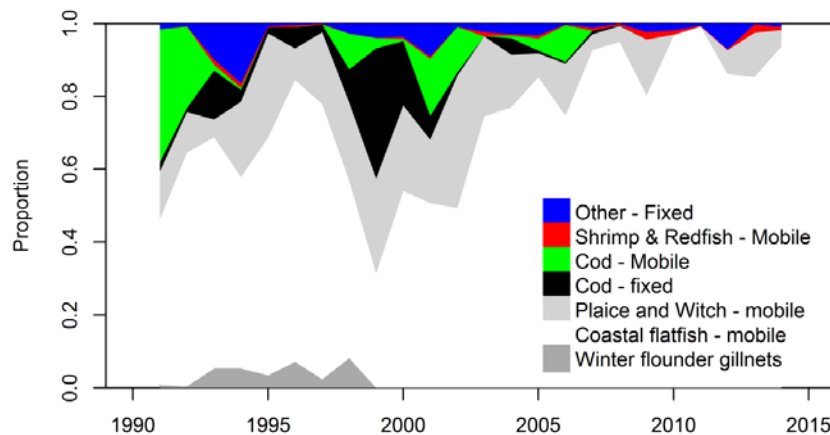 1.0
0.8
0.6
0.4
0.2
0.0
Proportion
Other - Fixed
Shrimp & Redfish - Mobile
Cod - Mobile
Cod - fixed
Plaice and Witch - mobile
Coastal flatfish - mobile
Winter flounder gillnets
1990 1995 2000 2005 2010 2015